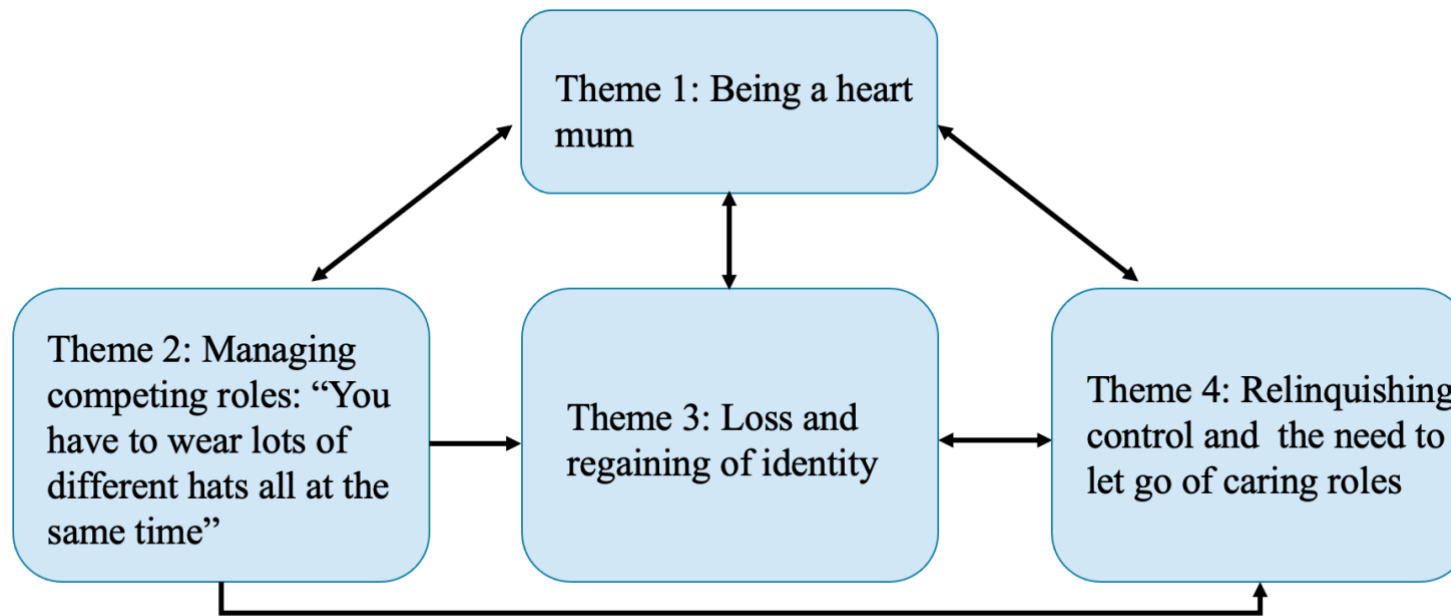 Theme 1: Being a heart
mum
Theme 2: Managing
competing roles: “You
have to wear lots of
different hats all at the
same time”
Theme 3: Loss and
regaining of identity
Theme 4: Relinquishing
control and  the need to
let go of caring roles